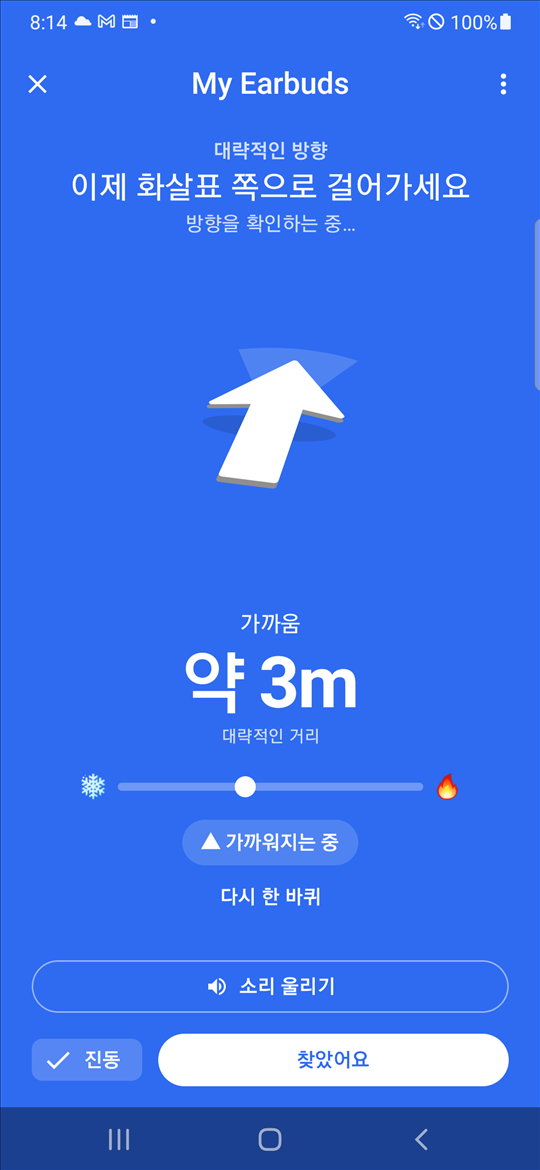 8:14
100%
My Earbuds
대략적인 방향
이제 화살표 쪽으로 걸어가세요
방향을 확인하는 중...
가까움
약 3m
대략적인 거리
가까워지는 중
다시 한 바퀴
소리 울리기
진동
찾았어요